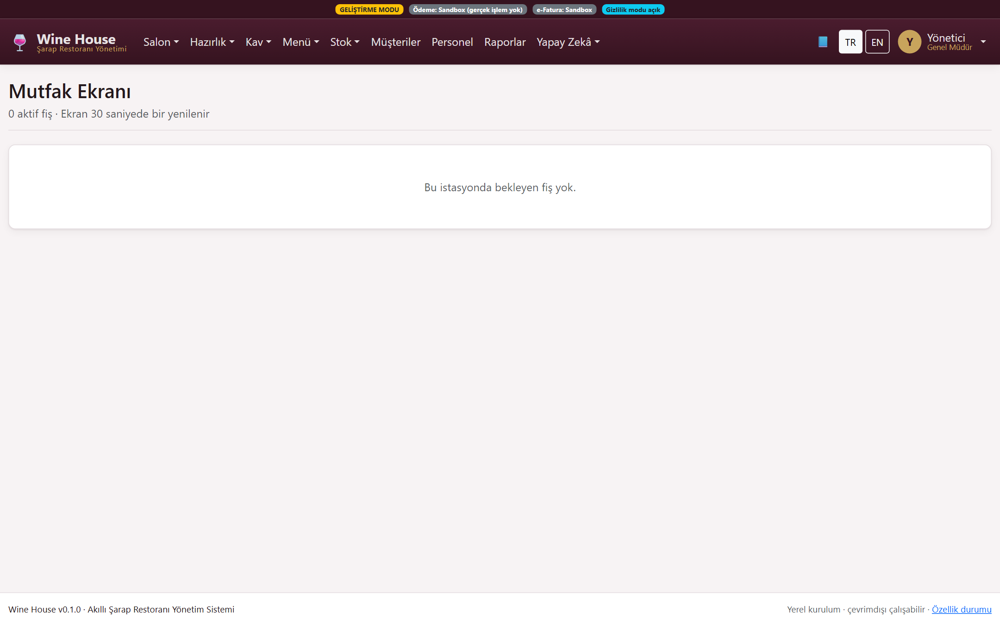 GELİŞTİRME MODU Ödeme: Sandbox (gerçek işlem yok) e-Fatura: Sandbox Gizlilik modu açık
Wine House
Şarap Restoranı Yönetimi
Salon Hazırlık Kav Menü Stok Müşteriler Personel Raporlar Yapay Zekâ
TR EN
Y
Yönetici
Genel Müdür
Mutfak Ekranı
0 aktif fiş · Ekran 30 saniyede bir yenilenir
Bu istasyonda bekleyen fiş yok.
Wine House v0.1.0 · Akıllı Şarap Restoranı Yönetim Sistemi
Yerel kurulum · çevrimdışı çalışabilir · Özellik durumu